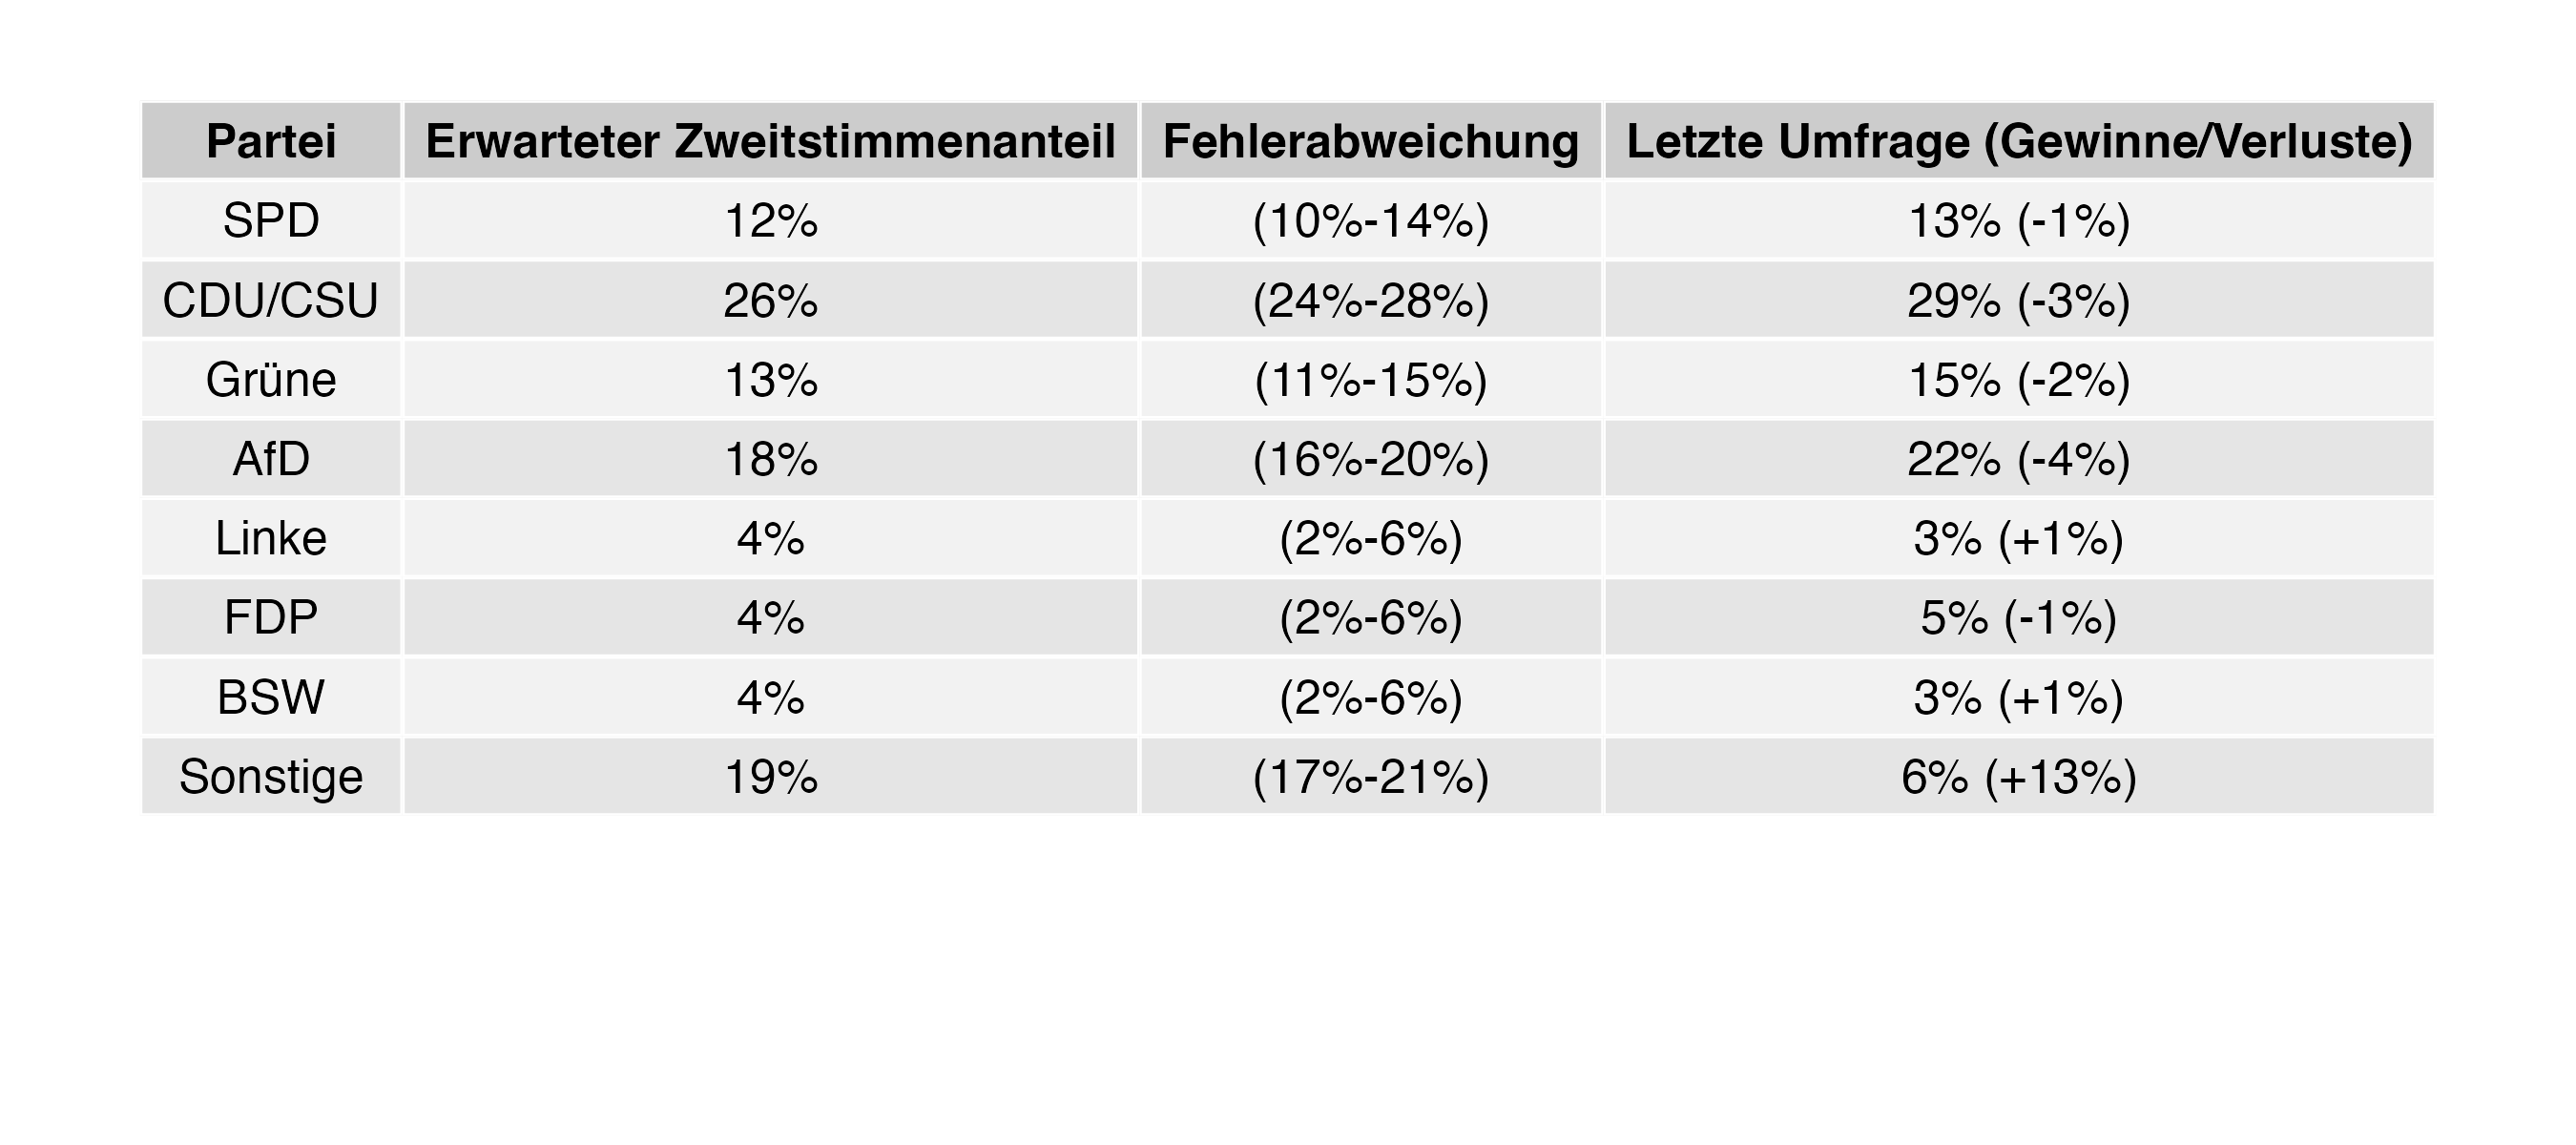 Partei Erwarteter Zweitstimmenanteil Fehlerabweichung Letzte Umfrage (Gewinne/Verluste)
SPD 12% (10%-14%) 13% (-1%)
CDU/CSU 26% (24%-28%) 29% (-3%)
Grüne 13% (11%-15%) 15% (-2%)
AfD 18% (16%-20%) 22% (-4%)
Linke 4% (2%-6%) 3% (+1%)
FDP 4% (2%-6%) 5% (-1%)
BSW 4% (2%-6%) 3% (+1%)
Sonstige 19% (17%-21%) 6% (+13%)